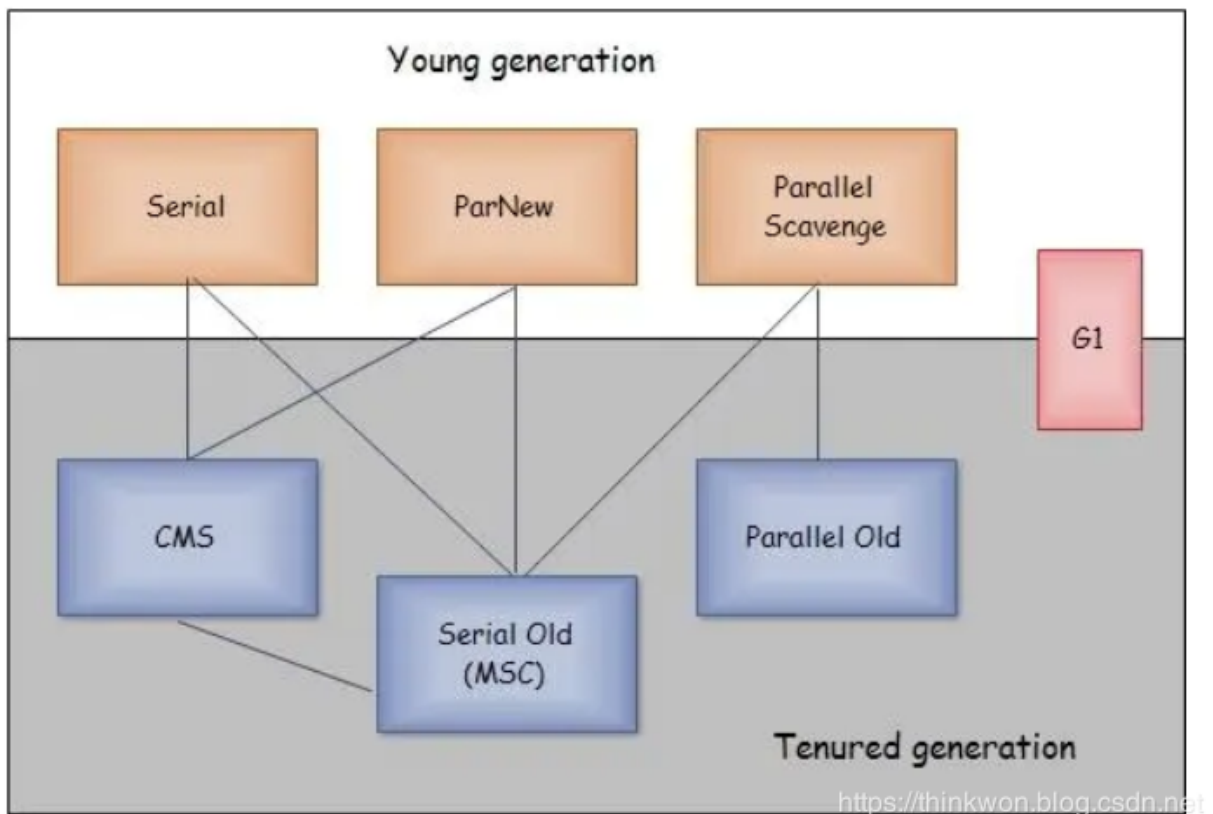 Young generation
Serial
ParNew
Parallel
Scavenge
G1
CMS
Parallel Old
Serial Old
(MSC)
Tenured generation
https://thinkwon.blog.csdn.net